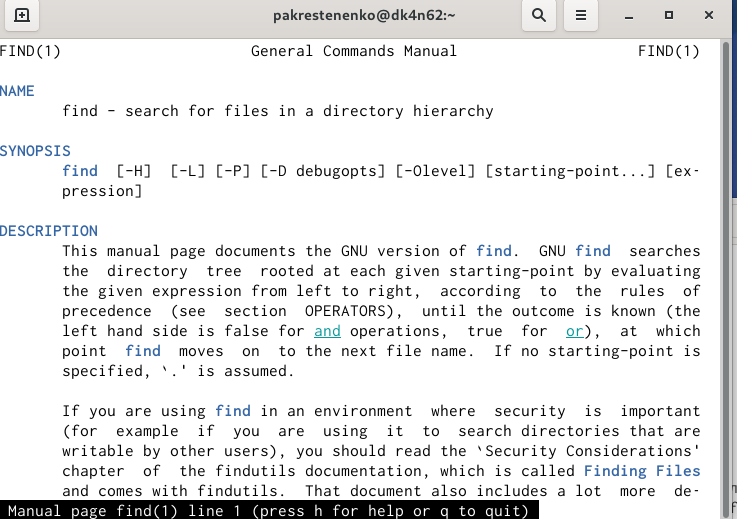 pakrestenenko@dk4n62:~
FIND(1) General Commands Manual FIND(1)
NAME
find - search for files in a directory hierarchy
SYNOPSIS
find [-H] [-L] [-P] [-D debugopts] [-Olevel] [starting-point...] [ex-
pression]
DESCRIPTION
This manual page documents the GNU version of find. GNU find searches
the directory tree rooted at each given starting-point by evaluating
the given expression from left to right, according to the rules of
precedence (see section OPERATORS), until the outcome is known (the
left hand side is false for and operations, true for or), at which
point find moves on to the next file name. If no starting-point is
specified, `.' is assumed.
If you are using find in an environment where security is important
(for example if you are using it to search directories that are
writable by other users), you should read the `Security Considerations'
chapter of the findutils documentation, which is called Finding Files
and comes with findutils. That document also includes a lot more de-
Manual page find(1) line 1 (press h for help or q to quit)